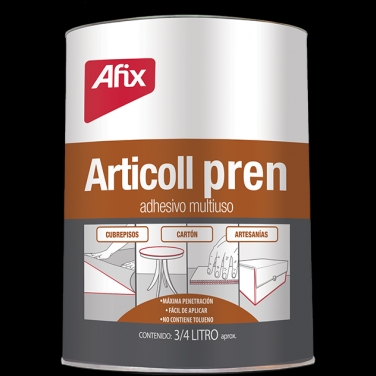 Afix
Articoll pren
adhesivo multiuso
CUBREPISOS CARTÓN ARTESANÍAS
•MÁXIMA PENETRACIÓN
•FÁCIL DE APLICAR
•NO CONTIENE TOLUENO
CONTENIDO: 3/4 LITRO aprox.